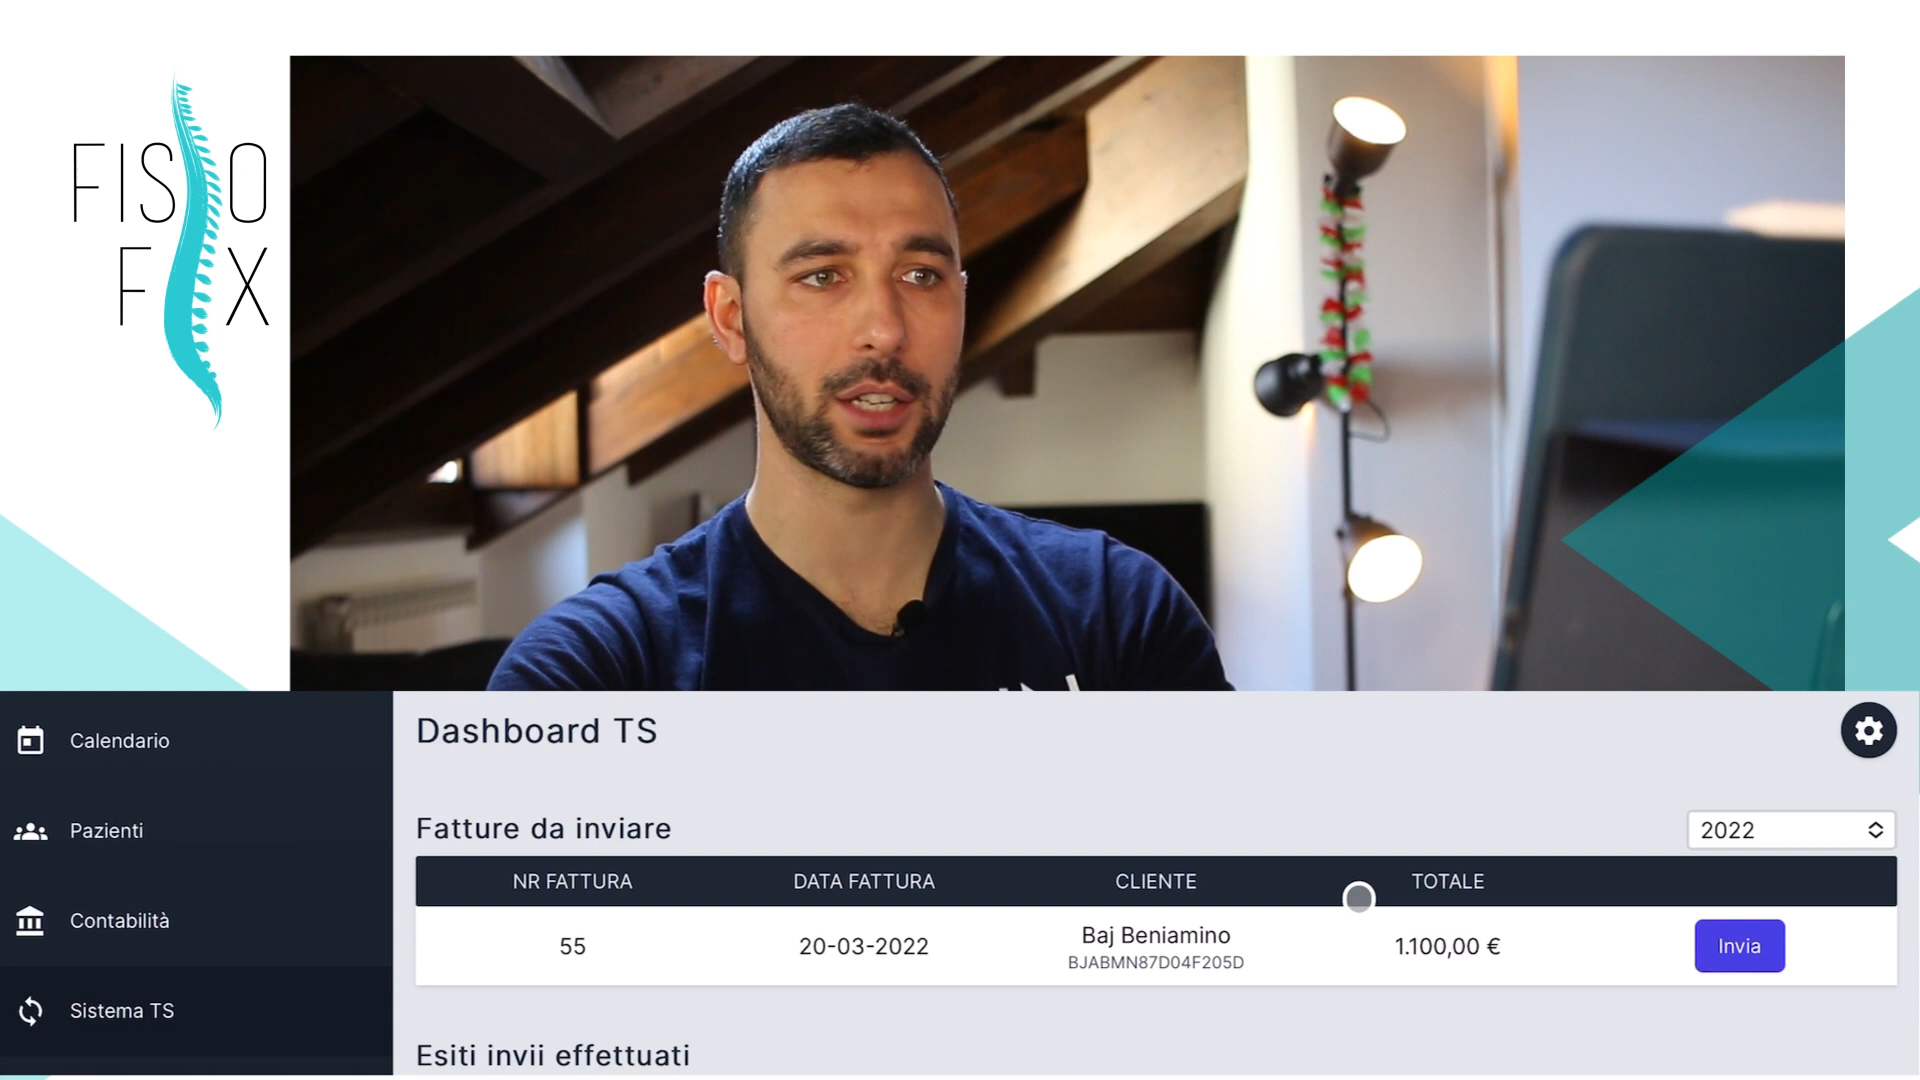 FISIO
FIX
Calendario
Pazienti
Contabilità
Sistema TS
Dashboard TS
Fatture da inviare
2022
NR FATTURA DATA FATTURA CLIENTE TOTALE
55 20-03-2022 Baj Beniamino 1.100,00 € Invia
BJABMN87D04F205D
Esiti invii effettuati